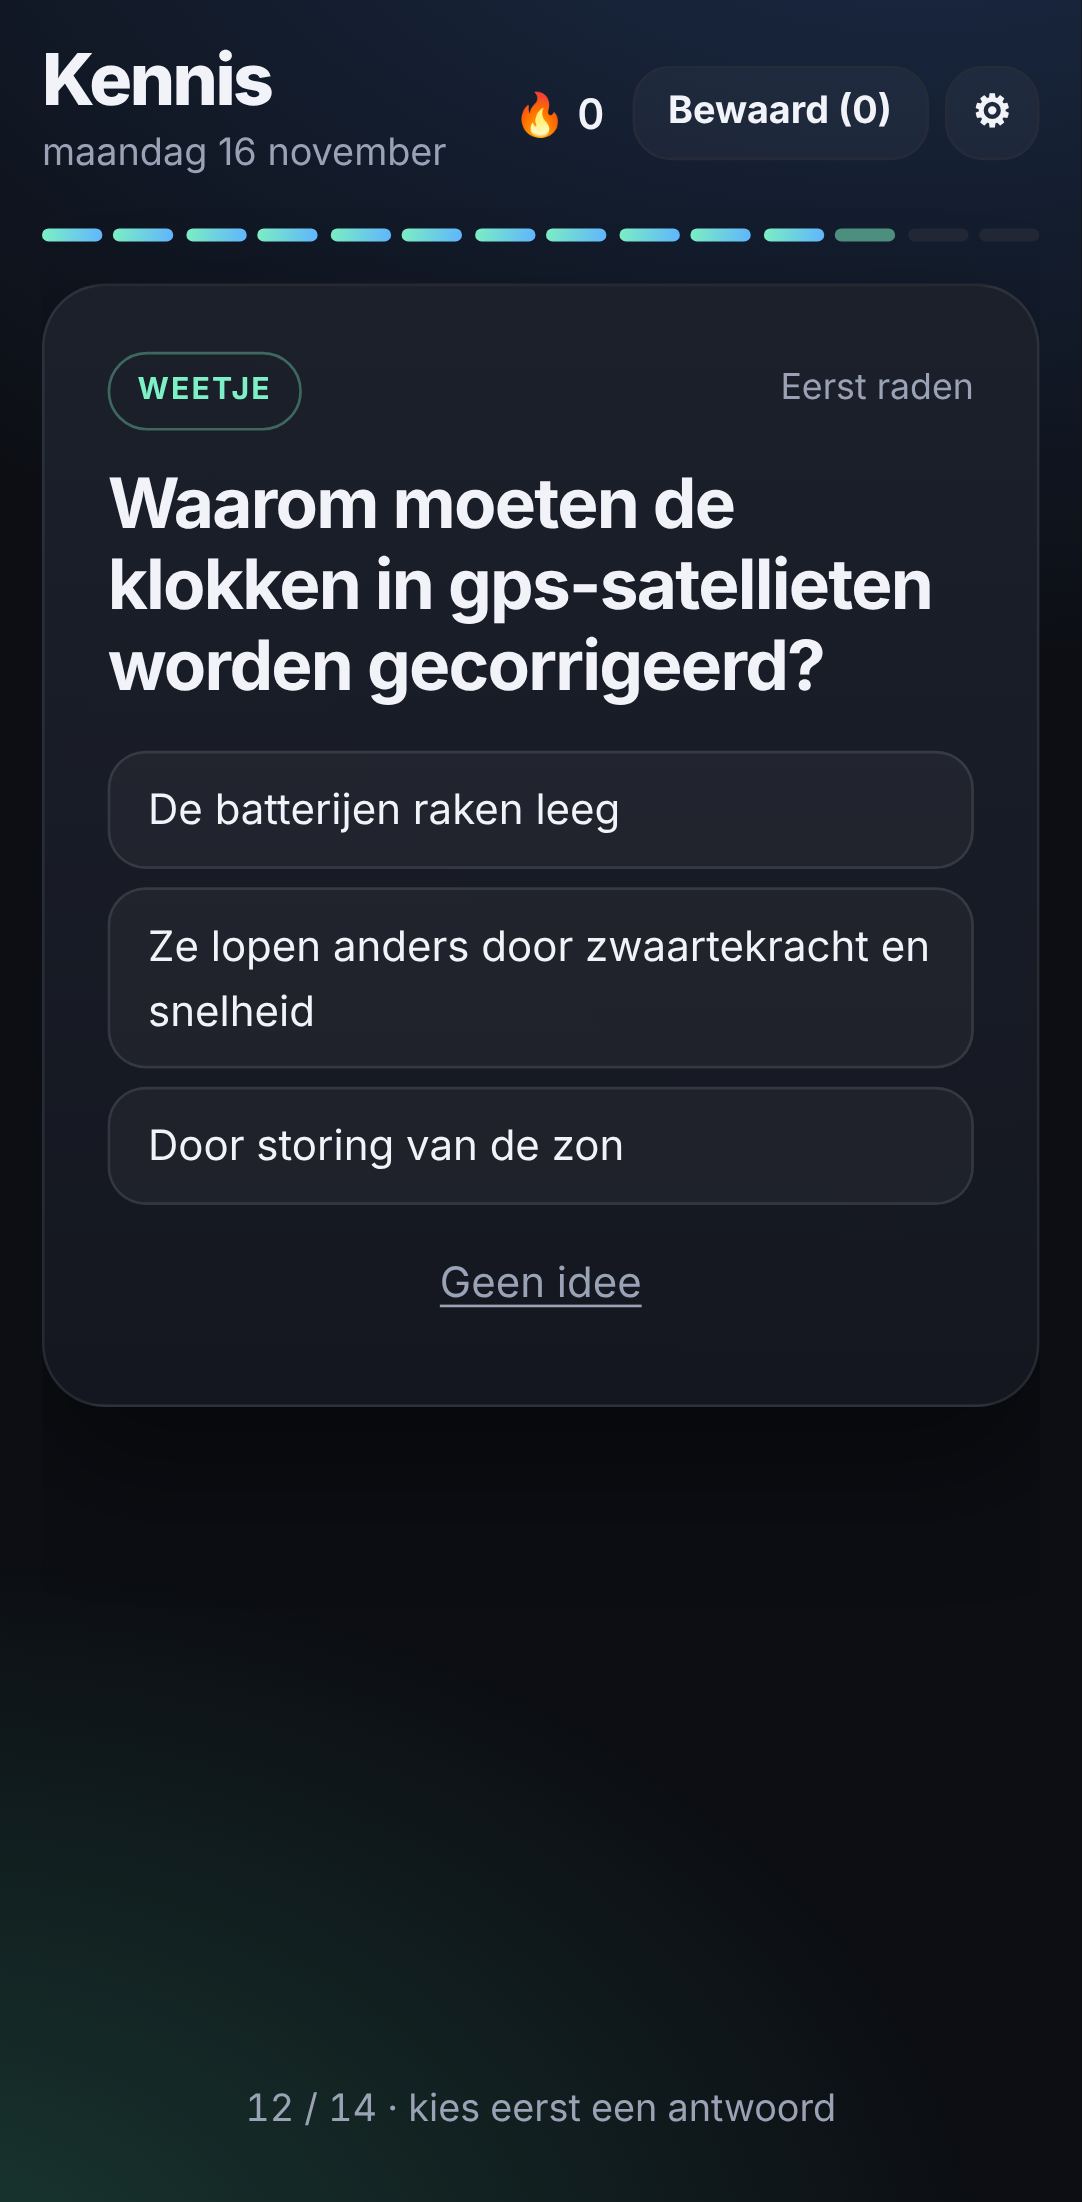 Kennis
maandag 16 november
🔥 0
Bewaard (0)
⚙
WEETJE
Eerst raden
Waarom moeten de
klokken in gps-satellieten
worden gecorrigeerd?
De batterijen raken leeg
Ze lopen anders door zwaartekracht en
snelheid
Door storing van de zon
Geen idee
12 / 14 · kies eerst een antwoord